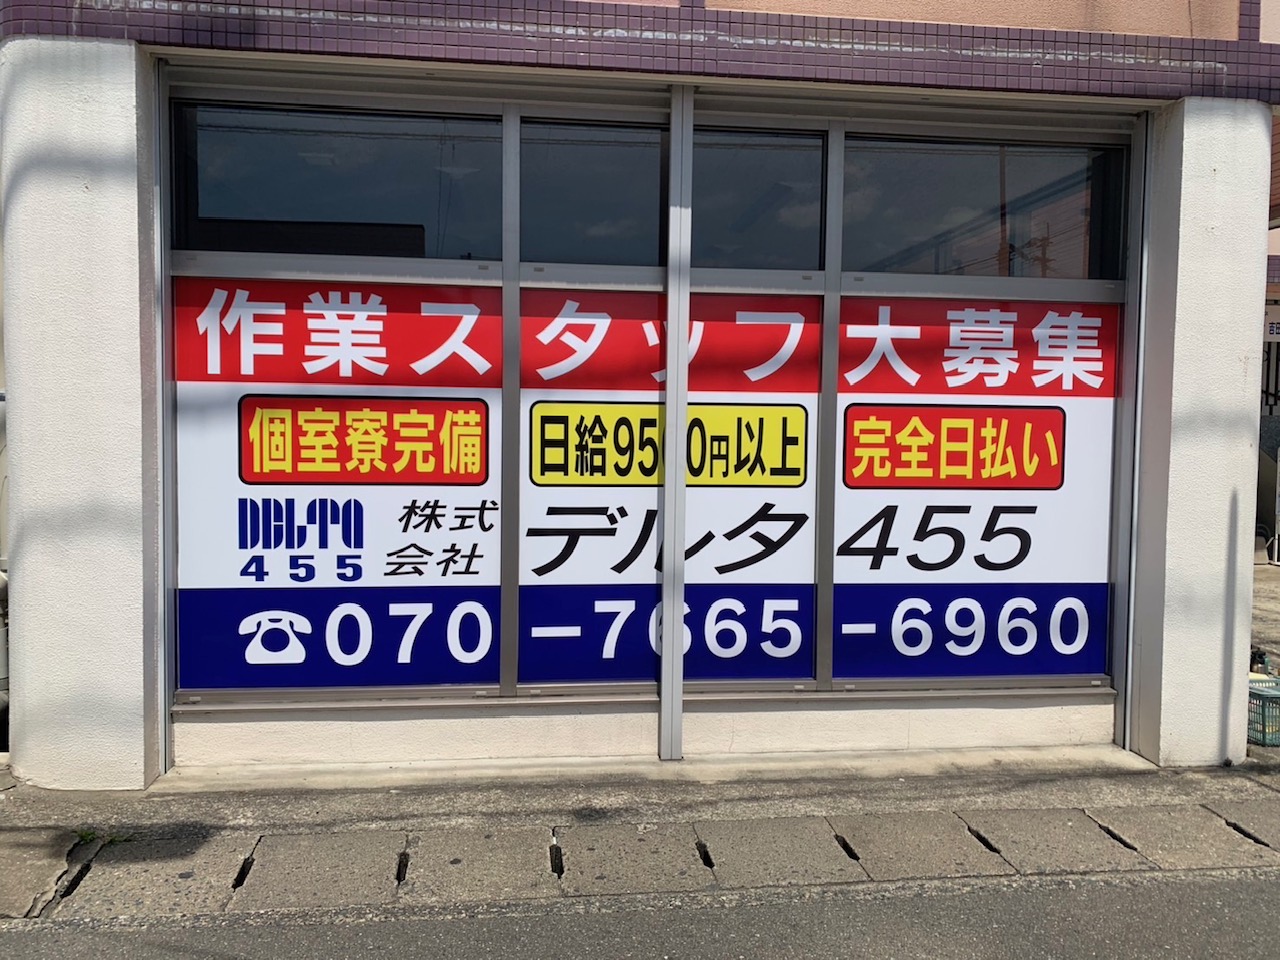 作業スタッフ大募集
個室寮完備
日給9500円以上
完全日払い
DELTA
455
株式会社
デルタ455
☎070-7665-6960